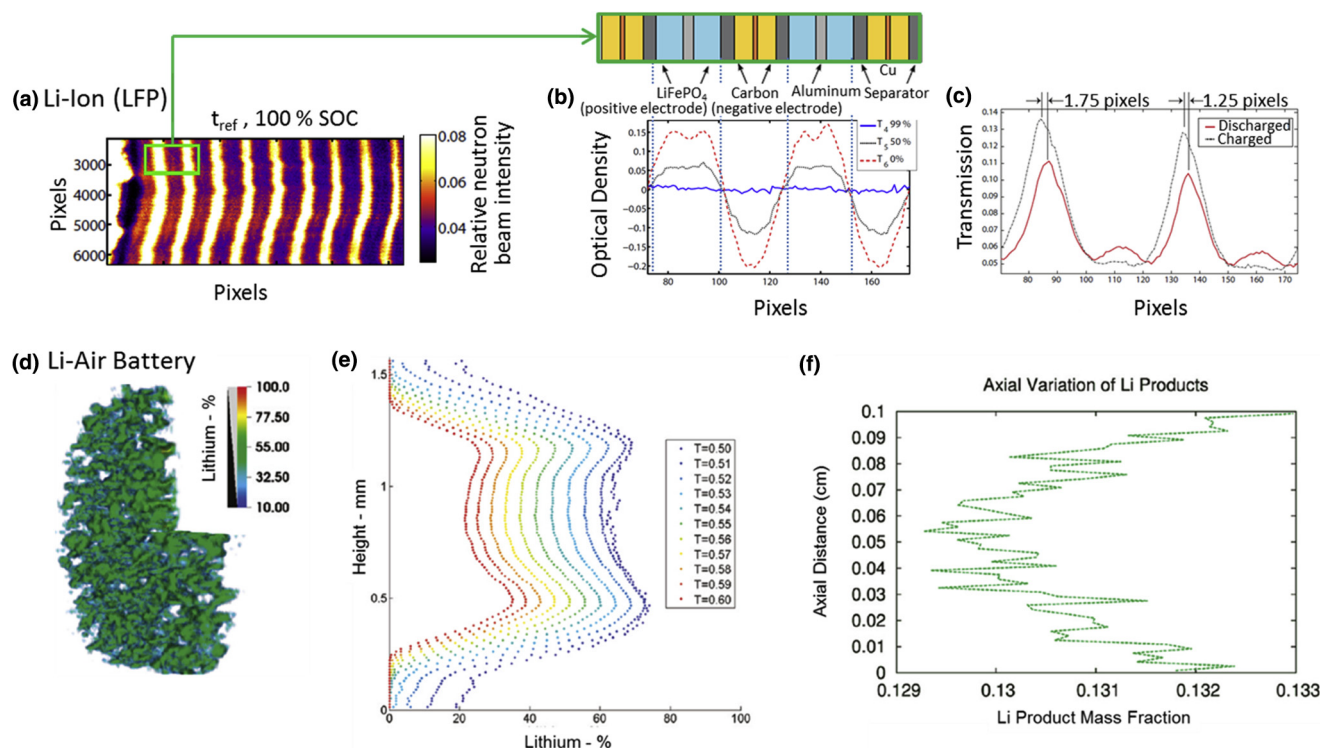 (a) Li-Ion (LFP)
t_ref , 100 % SOC
Pixels
3000
4000
5000
6000
Pixels
0.08
0.06
0.04
Relative neutron
beam intensity
LiFePO4
(positive electrode)
Carbon
(negative electrode)
Aluminum
Cu
Separator
(b)
Optical Density
0.15
0.1
0.05
0
−0.05
−0.1
−0.15
−0.2
80 100 120 140 160
Pixels
T4 99%
T5 50%
T6 0%
(c)
1.75 pixels
1.25 pixels
Discharged
Charged
Transmission
0.14
0.13
0.12
0.11
0.10
0.09
0.08
0.07
0.06
0.05
80 90 100 110 120 130 140 150 160 170
Pixels
(d) Li-Air Battery
Lithium - %
100.0
77.50
55.00
32.50
10.00
(e)
Height - mm
1.5
1
0.5
0
0 20 40 60 80 100
Lithium - %
T=0.50
T=0.51
T=0.52
T=0.53
T=0.54
T=0.55
T=0.56
T=0.57
T=0.58
T=0.59
T=0.60
(f)
Axial Variation of Li Products
Axial Distance (cm)
0.1
0.09
0.08
0.07
0.06
0.05
0.04
0.03
0.02
0.01
0
0.129 0.13 0.131 0.132 0.133
Li Product Mass Fraction